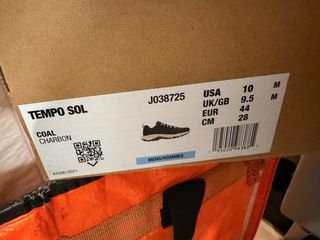 TEMPO SOL
J038725
COAL
CHARBON
MENS/HOMMES
USA 10 M
UK/GB 9.5 M
EUR 44
CM 28